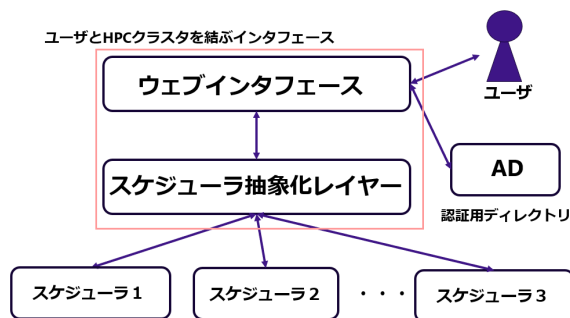 ユーザとHPCクラスタを結ぶインタフェース
ウェブインタフェース
ユーザ
AD
スケジューラ抽象化レイヤー
認証用ディレクトリ
スケジューラ１
スケジューラ２
・・・
スケジューラ３